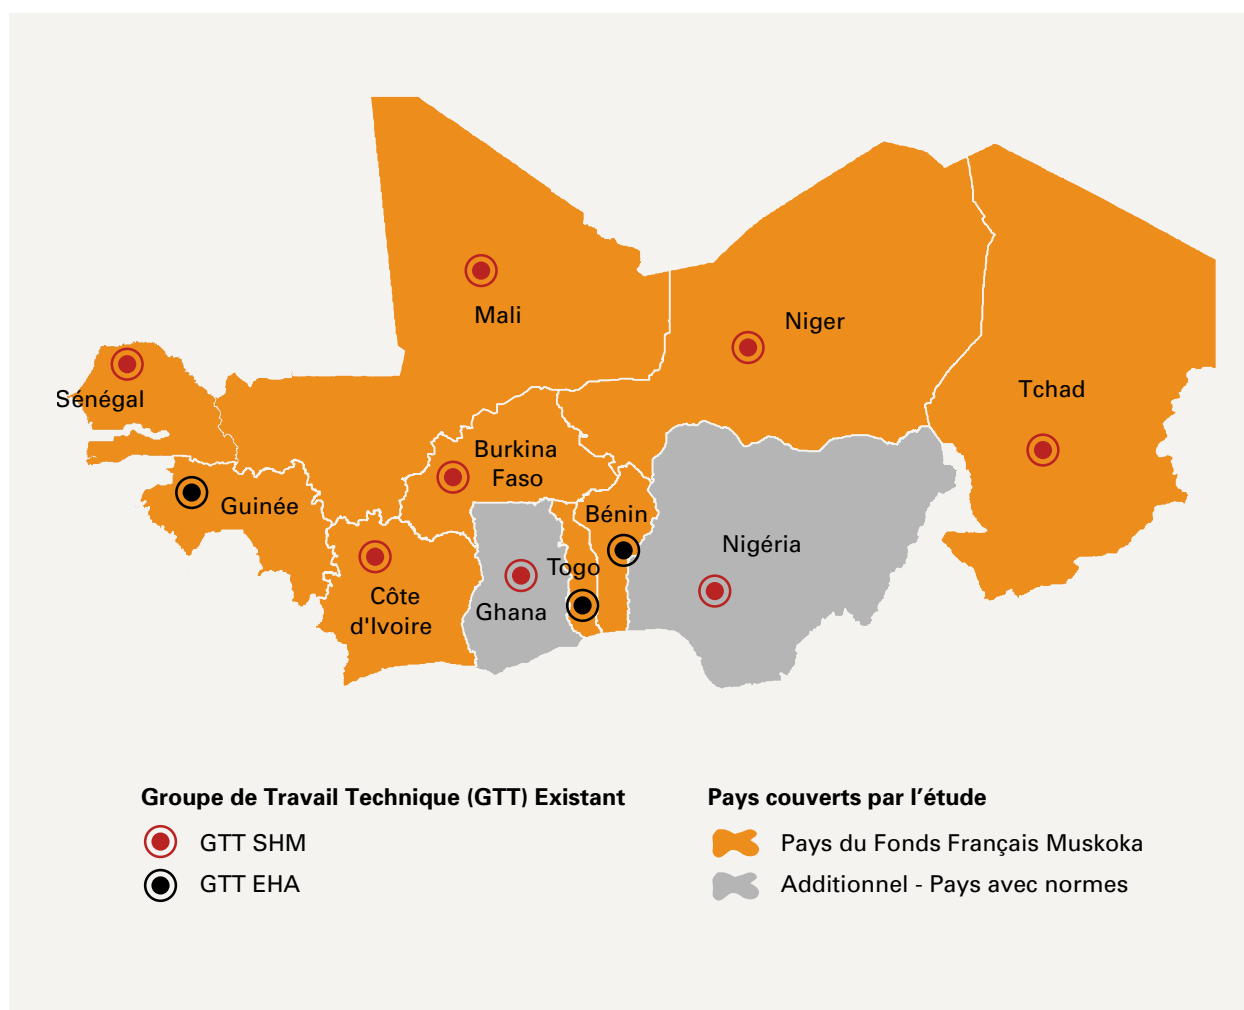 Mali
Niger
Tchad
Sénégal
Burkina
Faso
Guinée
Bénin
Nigéria
Togo
Côte
d'Ivoire
Ghana
Groupe de Travail Technique (GTT) Existant
GTT SHM
GTT EHA
Pays couverts par l’étude
Pays du Fonds Français Muskoka
Additionnel - Pays avec normes